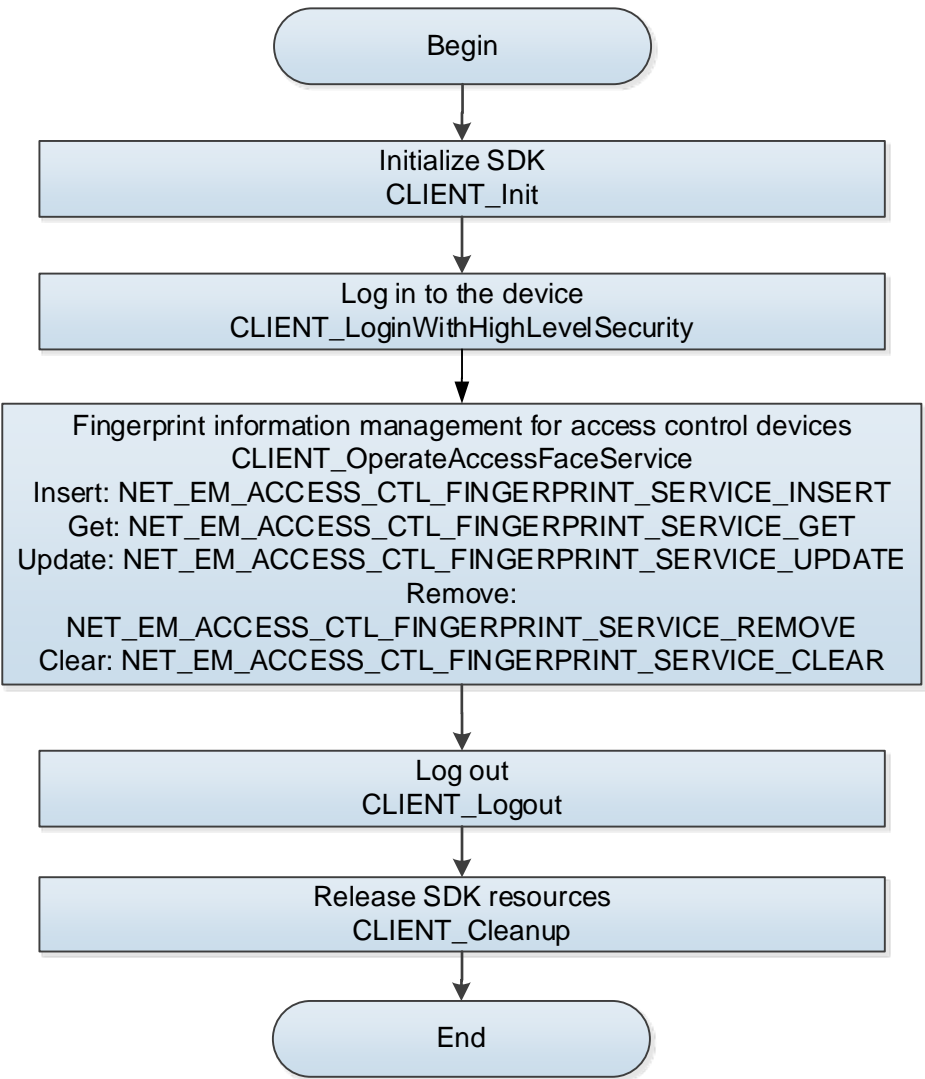 Begin
Initialize SDK
CLIENT_Init
Log in to the device
CLIENT_LoginWithHighLevelSecurity
Fingerprint information management for access control devices
CLIENT_OperateAccessFaceService
Insert: NET_EM_ACCESS_CTL_FINGERPRINT_SERVICE_INSERT
Get: NET_EM_ACCESS_CTL_FINGERPRINT_SERVICE_GET
Update: NET_EM_ACCESS_CTL_FINGERPRINT_SERVICE_UPDATE
Remove:
NET_EM_ACCESS_CTL_FINGERPRINT_SERVICE_REMOVE
Clear: NET_EM_ACCESS_CTL_FINGERPRINT_SERVICE_CLEAR
Log out
CLIENT_Logout
Release SDK resources
CLIENT_Cleanup
End